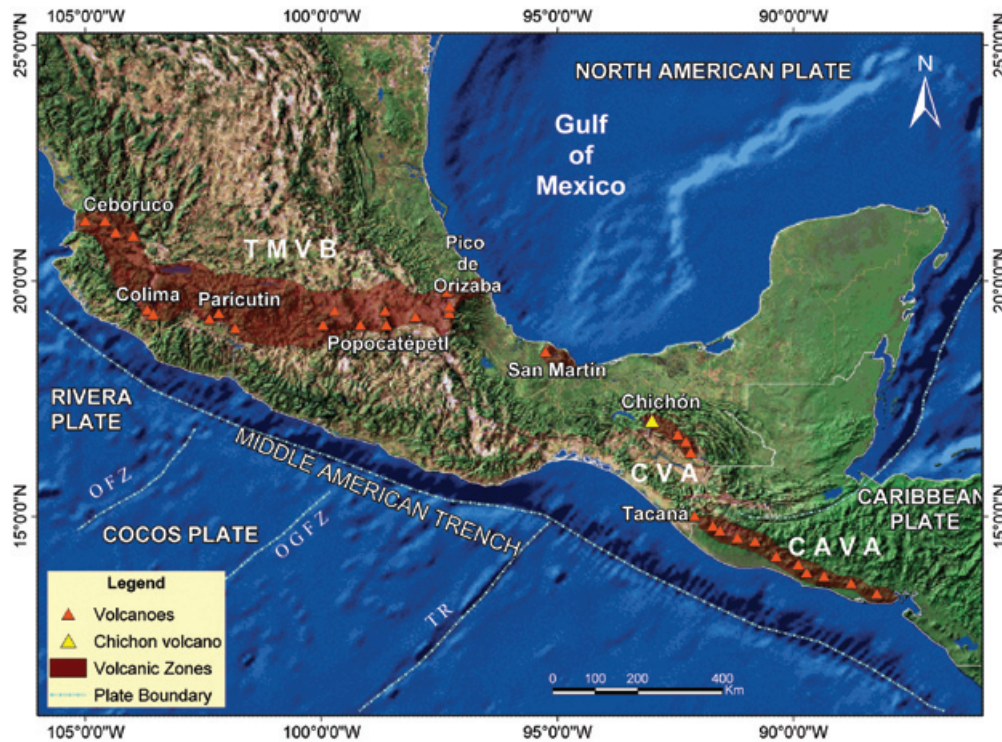 105°0'0"W 100°0'0"W 95°0'0"W 90°0'0"W
25°0'0"N
25°0'0"N
NORTH AMERICAN PLATE
N
Gulf
of
Mexico
Ceboruco
T M V B
Pico
de
Orizaba
20°0'0"N
20°0'0"N
Colima
Paricutin
Popocatépetl
San Martin
Chichón
RIVERA
PLATE
MIDDLE AMERICAN TRENCH
C V A
OFZ
OGFZ
COCOS PLATE
Tacaná
CARIBBEAN
PLATE
15°0'0"N
15°0'0"N
C A V A
TR
Legend
Volcanoes
Chichon volcano
Volcanic Zones
Plate Boundary
0 100 200 400
Km
105°0'0"W 100°0'0"W 95°0'0"W 90°0'0"W